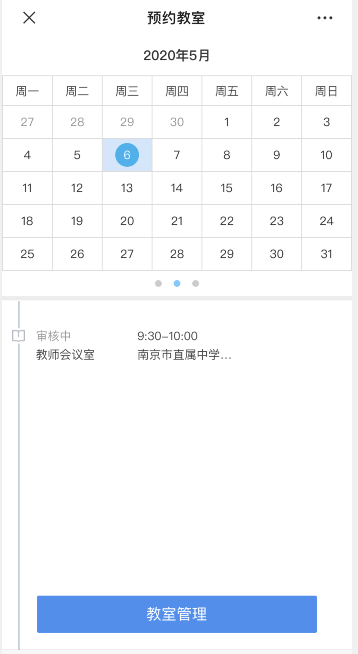 预约教室
2020年5月
周一 周二 周三 周四 周五 周六 周日
27 28 29 30 1 2 3
4 5 6 7 8 9 10
11 12 13 14 15 16 17
18 19 20 21 22 23 24
25 26 27 28 29 30 31
审核中 9:30-10:00
教师会议室 南京市直属中学...
教室管理